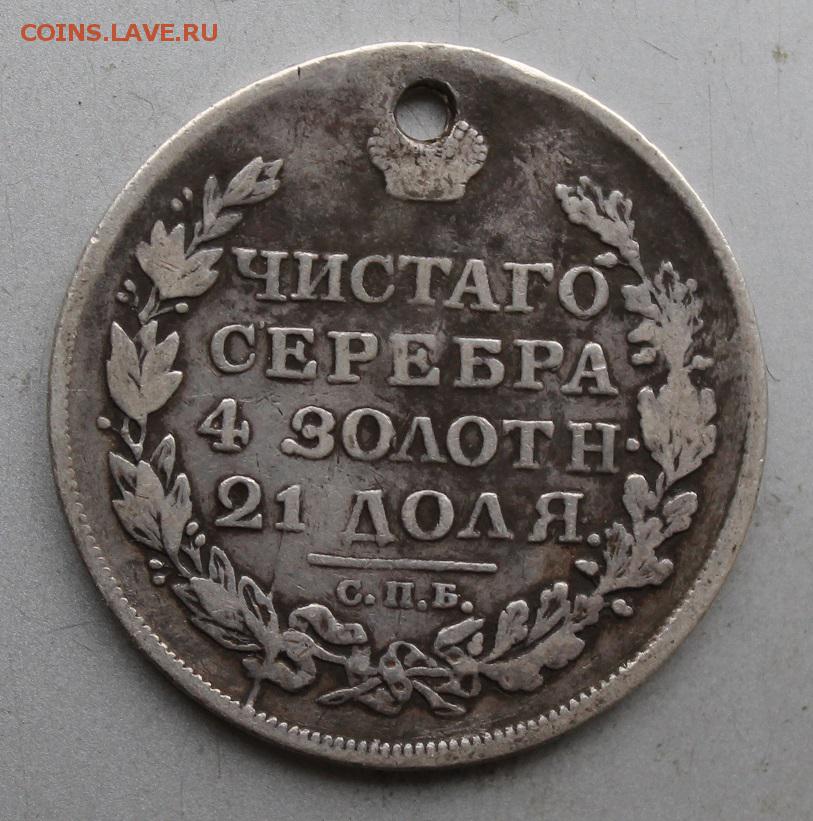 COINS.LAVE.RU
ЧИСТАГО
СЕРЕБРА
4 ЗОЛОТН.
21 ДОЛЯ.
С.П.Б.